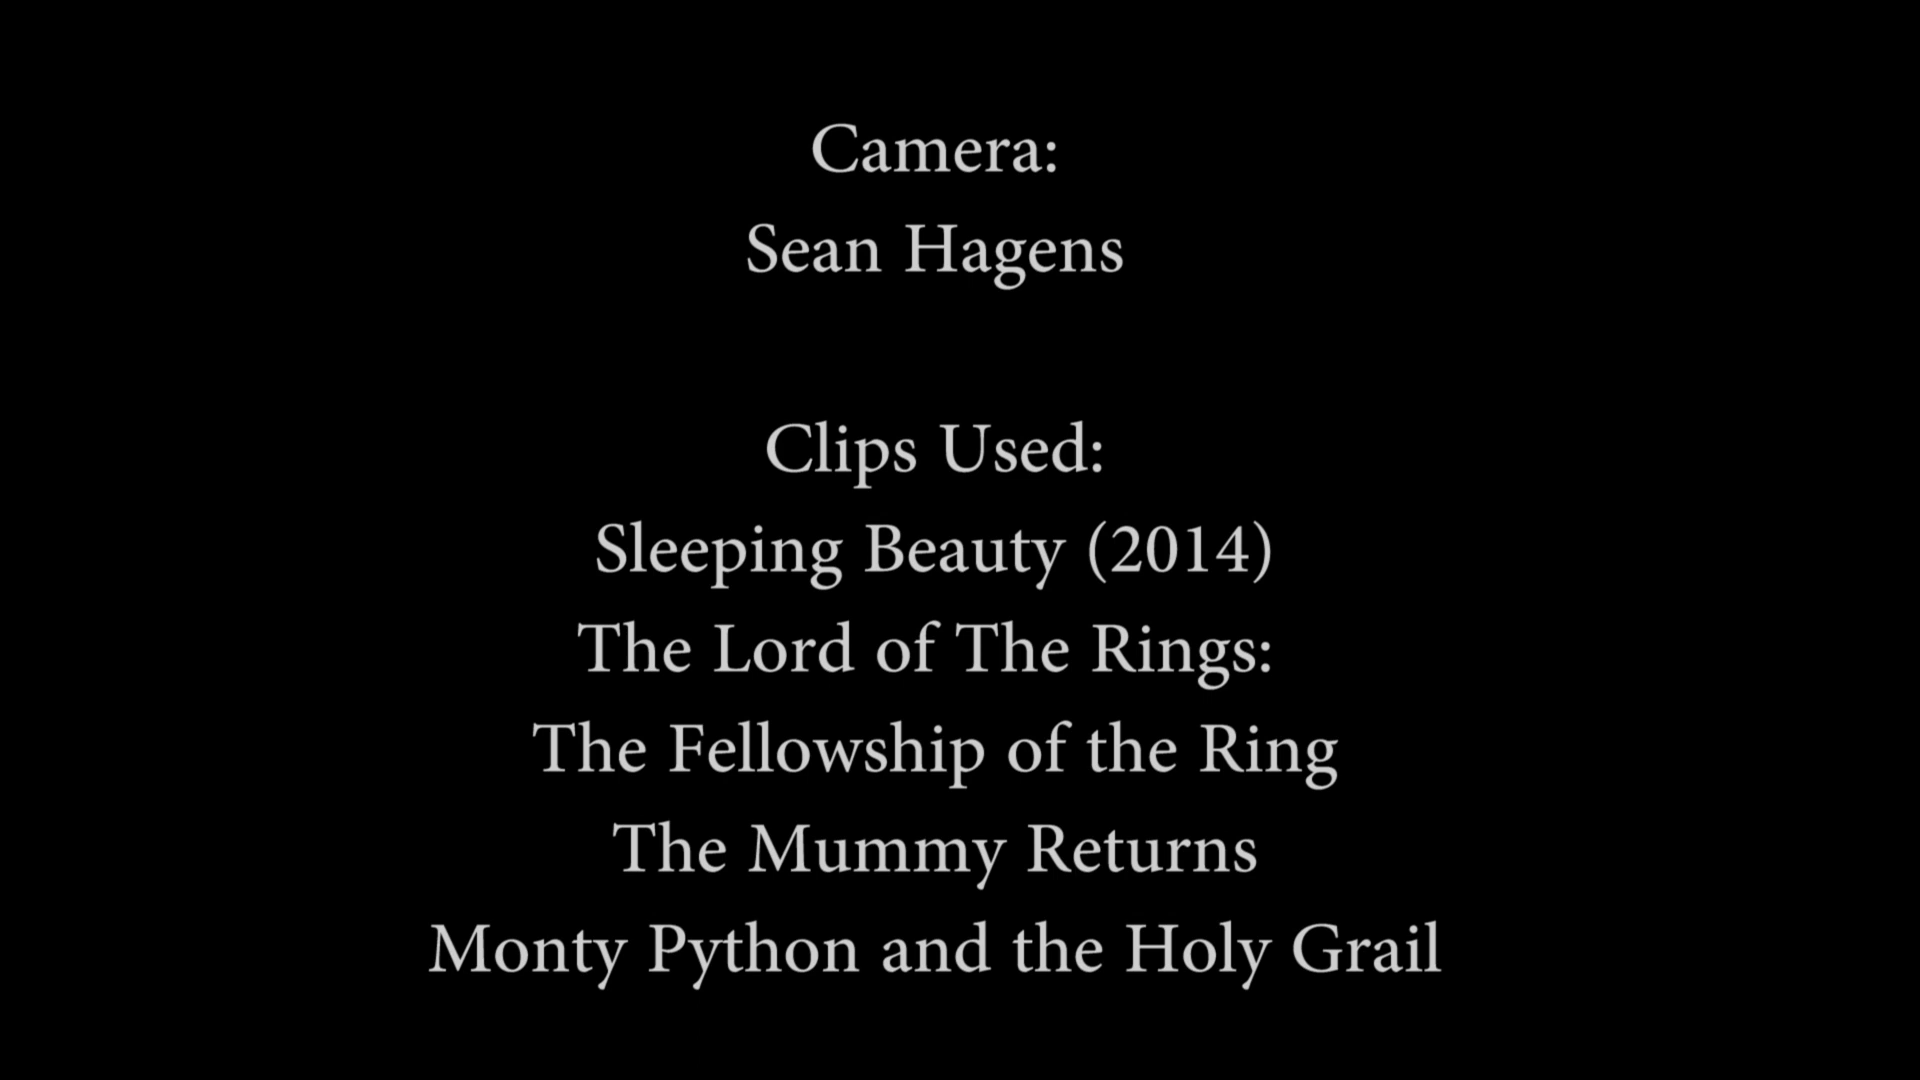 Camera:
Sean Hagens
Clips Used:
Sleeping Beauty (2014)
The Lord of The Rings:
The Fellowship of the Ring
The Mummy Returns
Monty Python and the Holy Grail